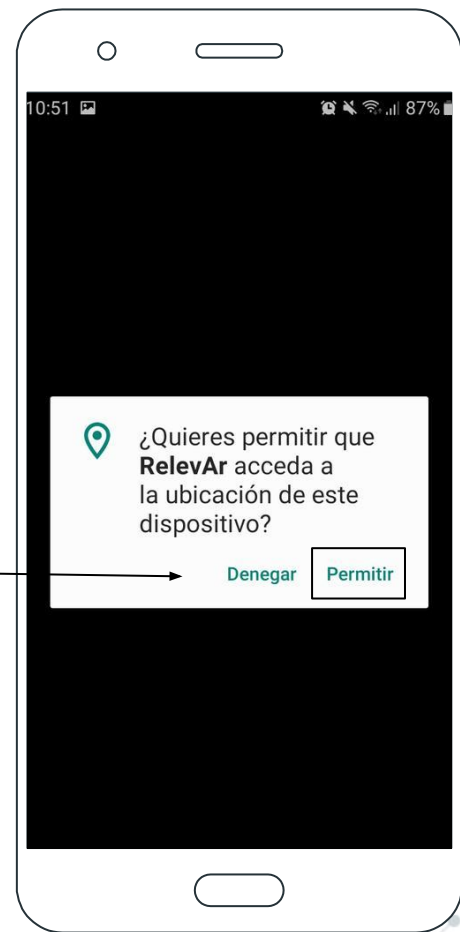 10:51 87%
¿Quieres permitir que
RelevAr acceda a
la ubicación de este
dispositivo?
Denegar Permitir